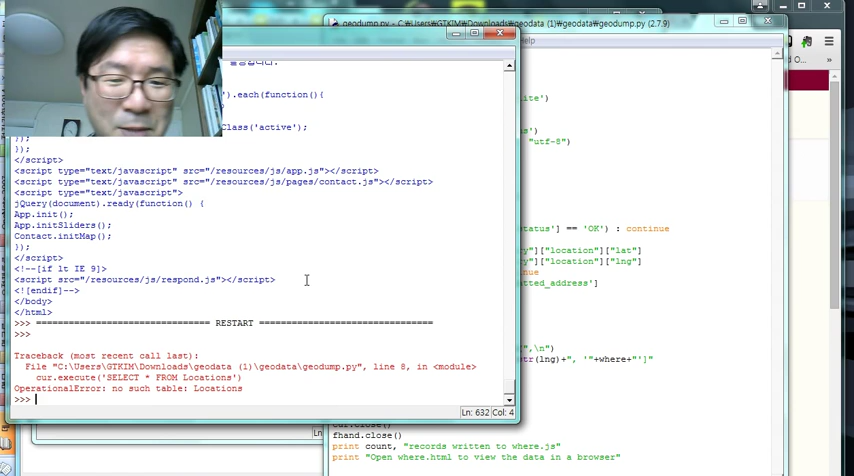 geodump.py - C:₩Users₩GTKIM₩Downloads₩geodata (1)₩geodata₩geodump.py (2.7.9)
Help
').each(function(){
Class('active');
});
});
</script>
<script type="text/javascript" src="/resources/js/app.js"></script>
<script type="text/javascript" src="/resources/js/pages/contact.js"></script>
<script type="text/javascript">
jQuery(document).ready(function() {
App.init();
App.initSliders();
Contact.initMap();
});
</script>
<!--[if lt IE 9]>
<script src="/resources/js/respond.js"></script>
<![endif]-->
</body>
</html>
>>> ================================ RESTART ================================
>>>
Traceback (most recent call last):
File "C:\Users\GTKIM\Downloads\geodata (1)\geodata\geodump.py", line 8, in <module>
cur.execute('SELECT * FROM Locations')
OperationalError: no such table: Locations
>>>
Ln: 632 Col: 4
Ln
lite')
s')
"utf-8")
tatus'] == 'OK') : continue
y"]["location"]["lat"]
y"]["location"]["lng"]
nue
atted_address']
",\n")
tr(lng)+", '"+where+"']"
cur.close()
fhand.close()
print count, "records written to where.js"
print "Open where.html to view the data in a browser"
O...